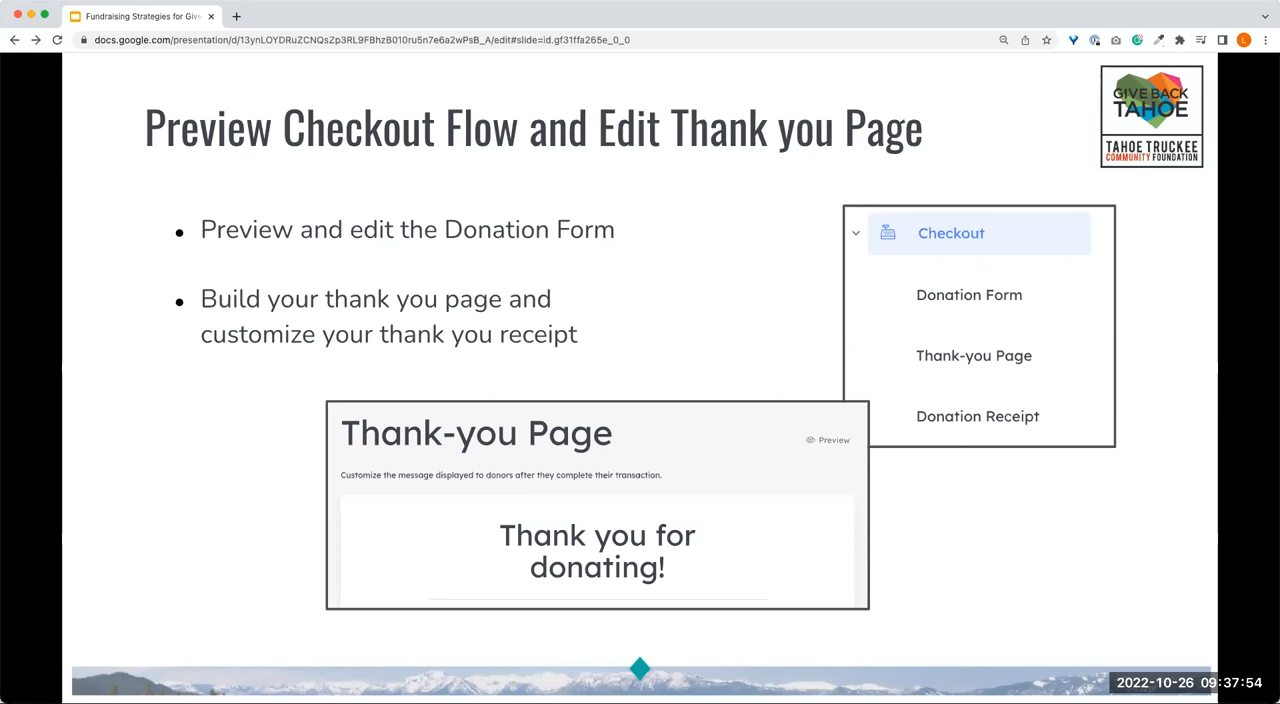 Fundraising Strategies for Give
docs.google.com/presentation/d/13ynLOYDRuZCNQsZp3RL9FBhzB010ru5n7e6a2wPsB_A/edit#slide=id.gf31ffa265e_0_0
L
GIVE BACK
TAHOE
TAHOE TRUCKEE
COMMUNITY FOUNDATION
Preview Checkout Flow and Edit Thank you Page
• Preview and edit the Donation Form
• Build your thank you page and
customize your thank you receipt
Checkout
Donation Form
Thank-you Page
Donation Receipt
Thank-you Page
Preview
Customize the message displayed to donors after they complete their transaction.
Thank you for
donating!
2022-10-26 09:37:54